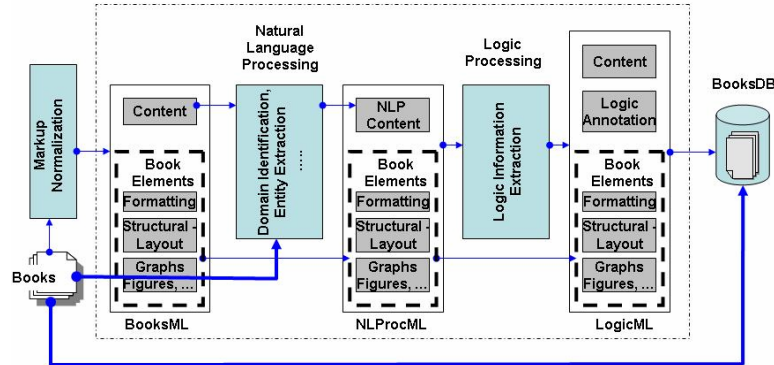 Natural
Language
Processing
Logic
Processing
BooksDB
Markup
Normalization
Content
Domain Identification,
Entity Extraction
.....
NLP
Content
Logic Information
Extraction
Content
Logic
Annotation
Book
Elements
Formatting
Structural -
Layout
Graphs
Figures, ...
Book
Elements
Formatting
Structural -
Layout
Graphs
Figures, ...
Book
Elements
Formatting
Structural -
Layout
Graphs
Figures, ...
Books
BooksML
NLProcML
LogicML